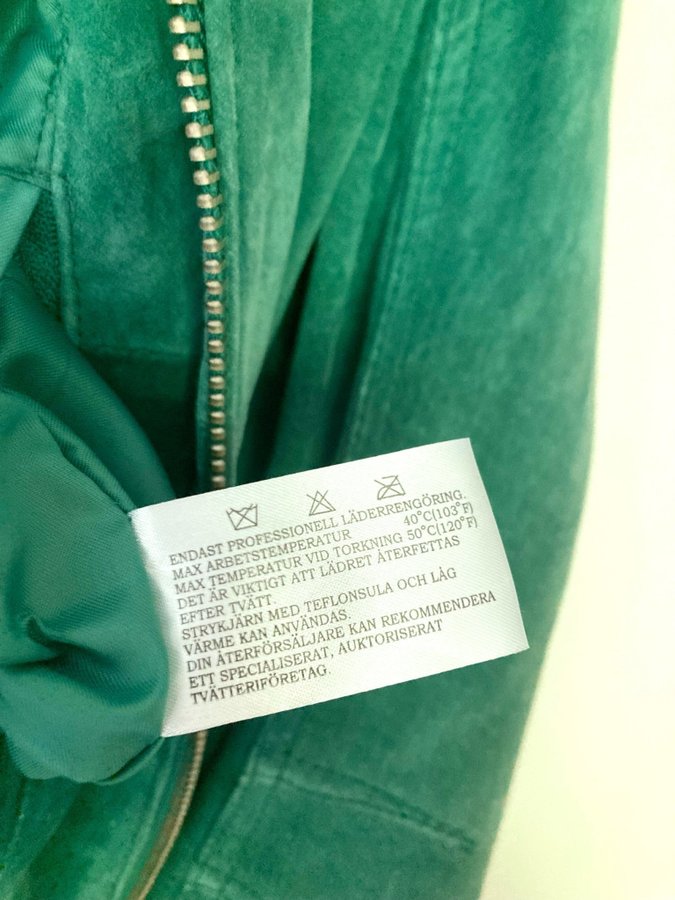 ENDAST PROFESSIONELL LÄDERRENGÖRING.
MAX ARBETSTEMPERATUR 40°C(103°F)
MAX TEMPERATUR VID TORKNING 50°C(120°F)
DET ÄR VIKTIGT ATT LÄDRET ÅTERFETTAS
EFTER TVÄTT.
STRYKJÄRN MED TEFLONSULA OCH LÅG
VÄRME KAN ANVÄNDAS.
DIN ÅTERFÖRSÄLJARE KAN REKOMMENDERA
ETT SPECIALISERAT, AUKTORISERAT
TVÄTTERIFÖRETAG.